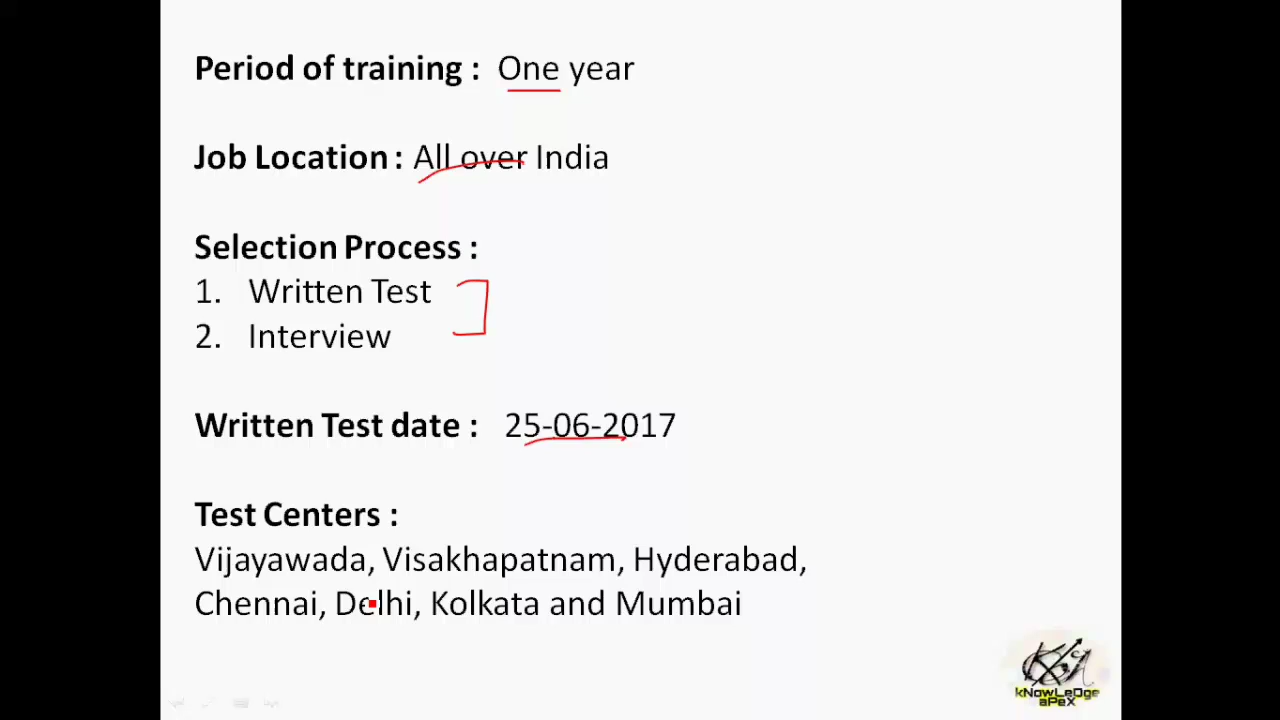 Period of training : One year
Job Location : All over India
Selection Process :
1. Written Test
2. Interview
Written Test date : 25-06-2017
Test Centers :
Vijayawada, Visakhapatnam, Hyderabad,
Chennai, Delhi, Kolkata and Mumbai
kNowLeDge
aPeX